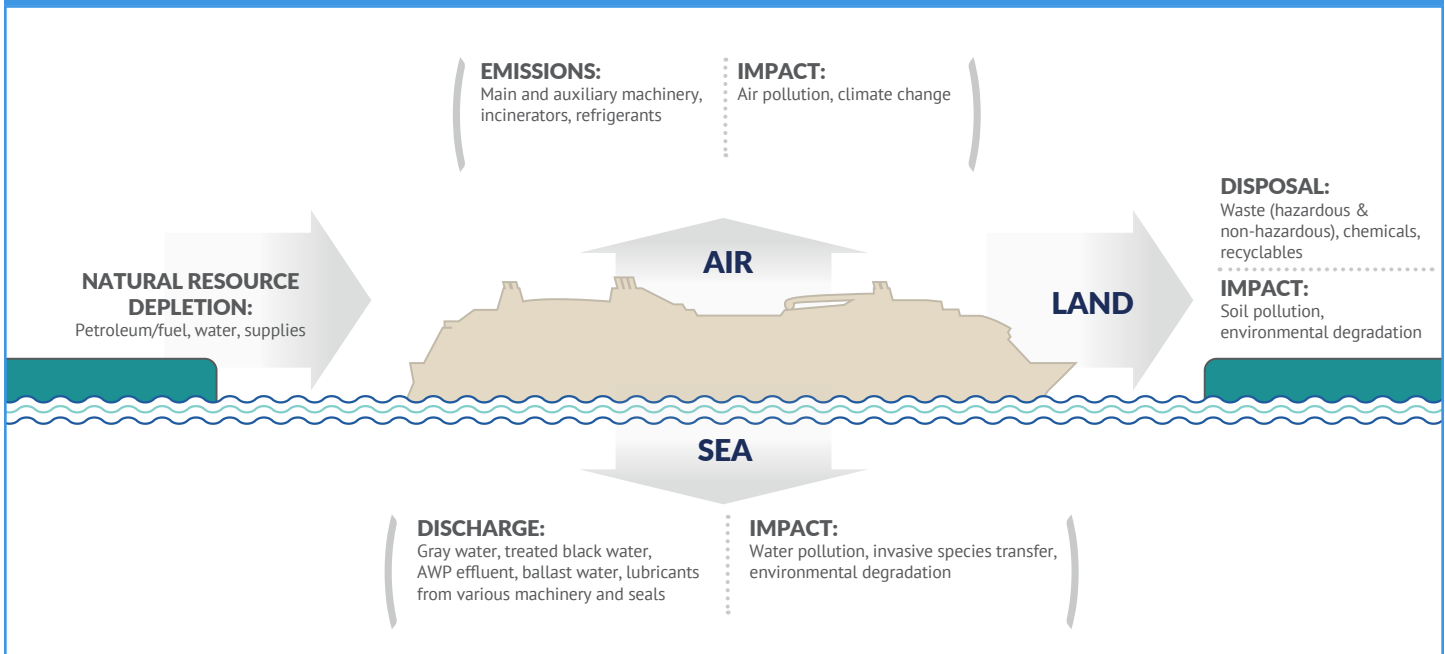 EMISSIONS:
Main and auxiliary machinery,
incinerators, refrigerants
IMPACT:
Air pollution, climate change
NATURAL RESOURCE
DEPLETION:
Petroleum/fuel, water, supplies
AIR
LAND
DISPOSAL:
Waste (hazardous &
non-hazardous), chemicals,
recyclables
IMPACT:
Soil pollution,
environmental degradation
SEA
DISCHARGE:
Gray water, treated black water,
AWP effluent, ballast water, lubricants
from various machinery and seals
IMPACT:
Water pollution, invasive species transfer,
environmental degradation